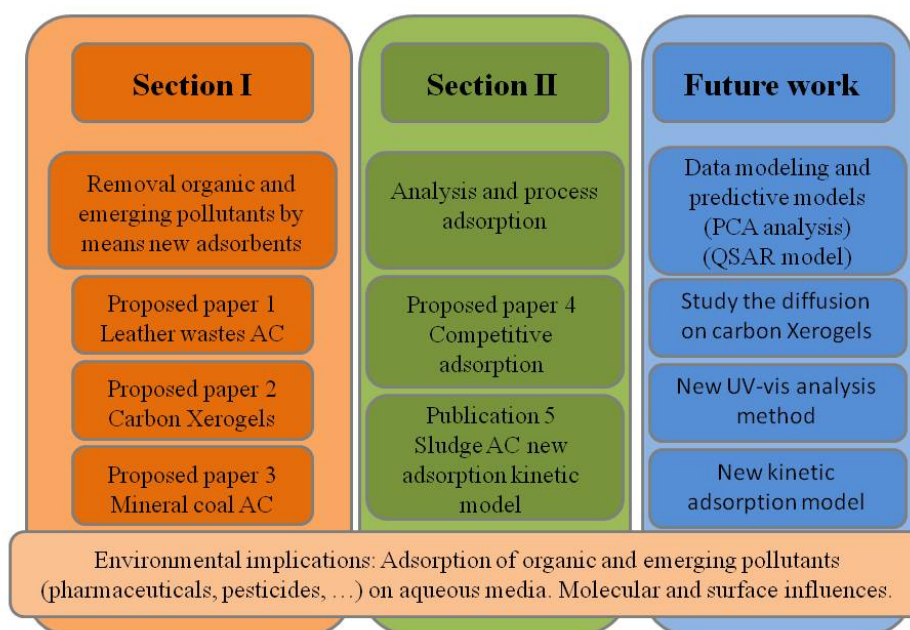 Section I
Removal organic and
emerging pollutants by
means new adsorbents
Proposed paper 1
Leather wastes AC
Proposed paper 2
Carbon Xerogels
Proposed paper 3
Mineral coal AC
Section II
Analysis and process
adsorption
Proposed paper 4
Competitive
adsorption
Publication 5
Sludge AC new
adsorption kinetic
model
Future work
Data modeling and
predictive models
(PCA analysis)
(QSAR model)
Study the diffusion
on carbon Xerogels
New UV-vis analysis
method
New kinetic
adsorption model
Environmental implications: Adsorption of organic and emerging pollutants
(pharmaceuticals, pesticides, …) on aqueous media. Molecular and surface influences.